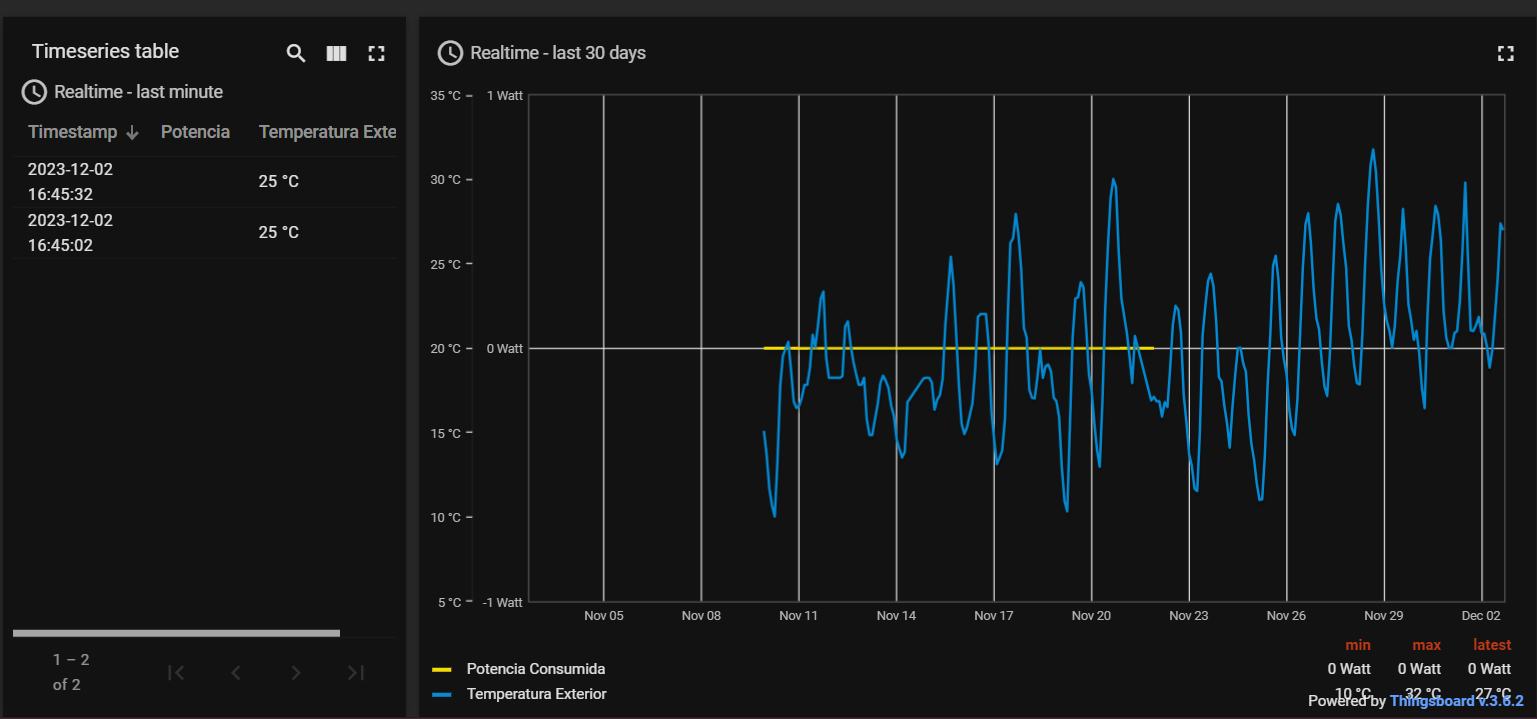 Timeseries table
Realtime - last minute
Timestamp Potencia Temperatura Exte
2023-12-02
16:45:32
25 °C
2023-12-02
16:45:02
25 °C
1 – 2
of 2
Realtime - last 30 days
35 °C 1 Watt
30 °C
25 °C
20 °C 0 Watt
15 °C
10 °C
5 °C -1 Watt
Nov 05 Nov 08 Nov 11 Nov 14 Nov 17 Nov 20 Nov 23 Nov 26 Nov 29 Dec 02
min max latest
Potencia Consumida 0 Watt 0 Watt 0 Watt
Temperatura Exterior 10 °C 32 °C 27 °C
Powered by Thingsboard v.3.6.2